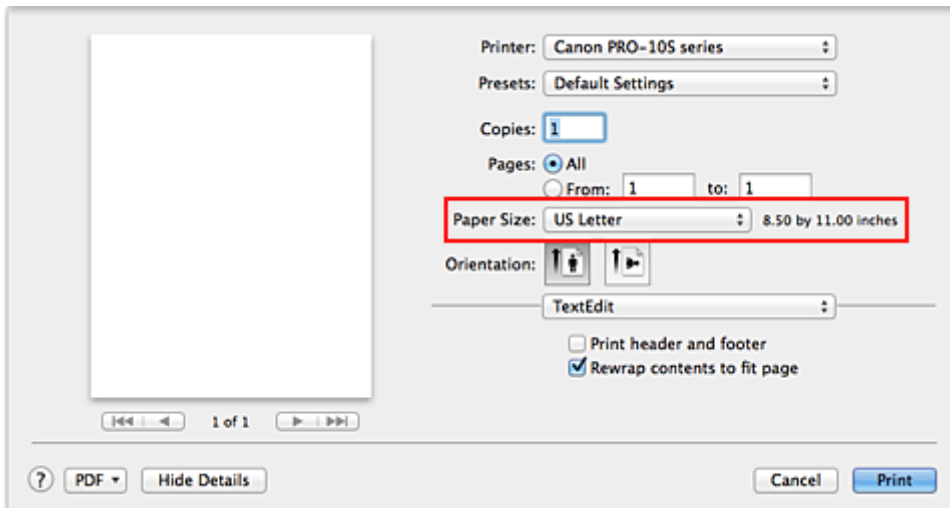 Printer: Canon PRO-10S series
Presets: Default Settings
Copies: 1
Pages: All
From: 1 to: 1
Paper Size: US Letter 8.50 by 11.00 inches
Orientation:
TextEdit
Print header and footer
Rewrap contents to fit page
1 of 1
? PDF Hide Details Cancel Print